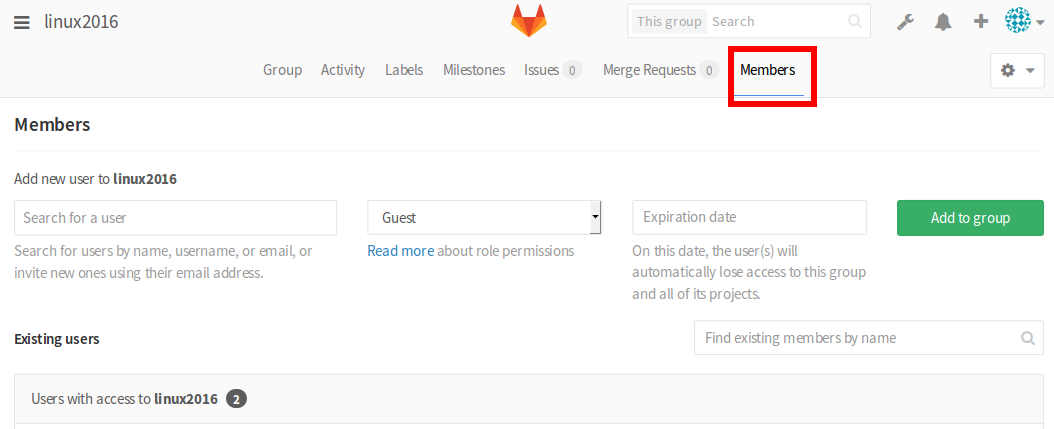 linux2016
This group Search
Group Activity Labels Milestones Issues 0 Merge Requests 0 Members
Members
Add new user to linux2016
Search for a user
Guest
Expiration date
Add to group
Search for users by name, username, or email, or
invite new ones using their email address.
Read more about role permissions
On this date, the user(s) will
automatically lose access to this group
and all of its projects.
Existing users
Find existing members by name
Users with access to linux2016 2